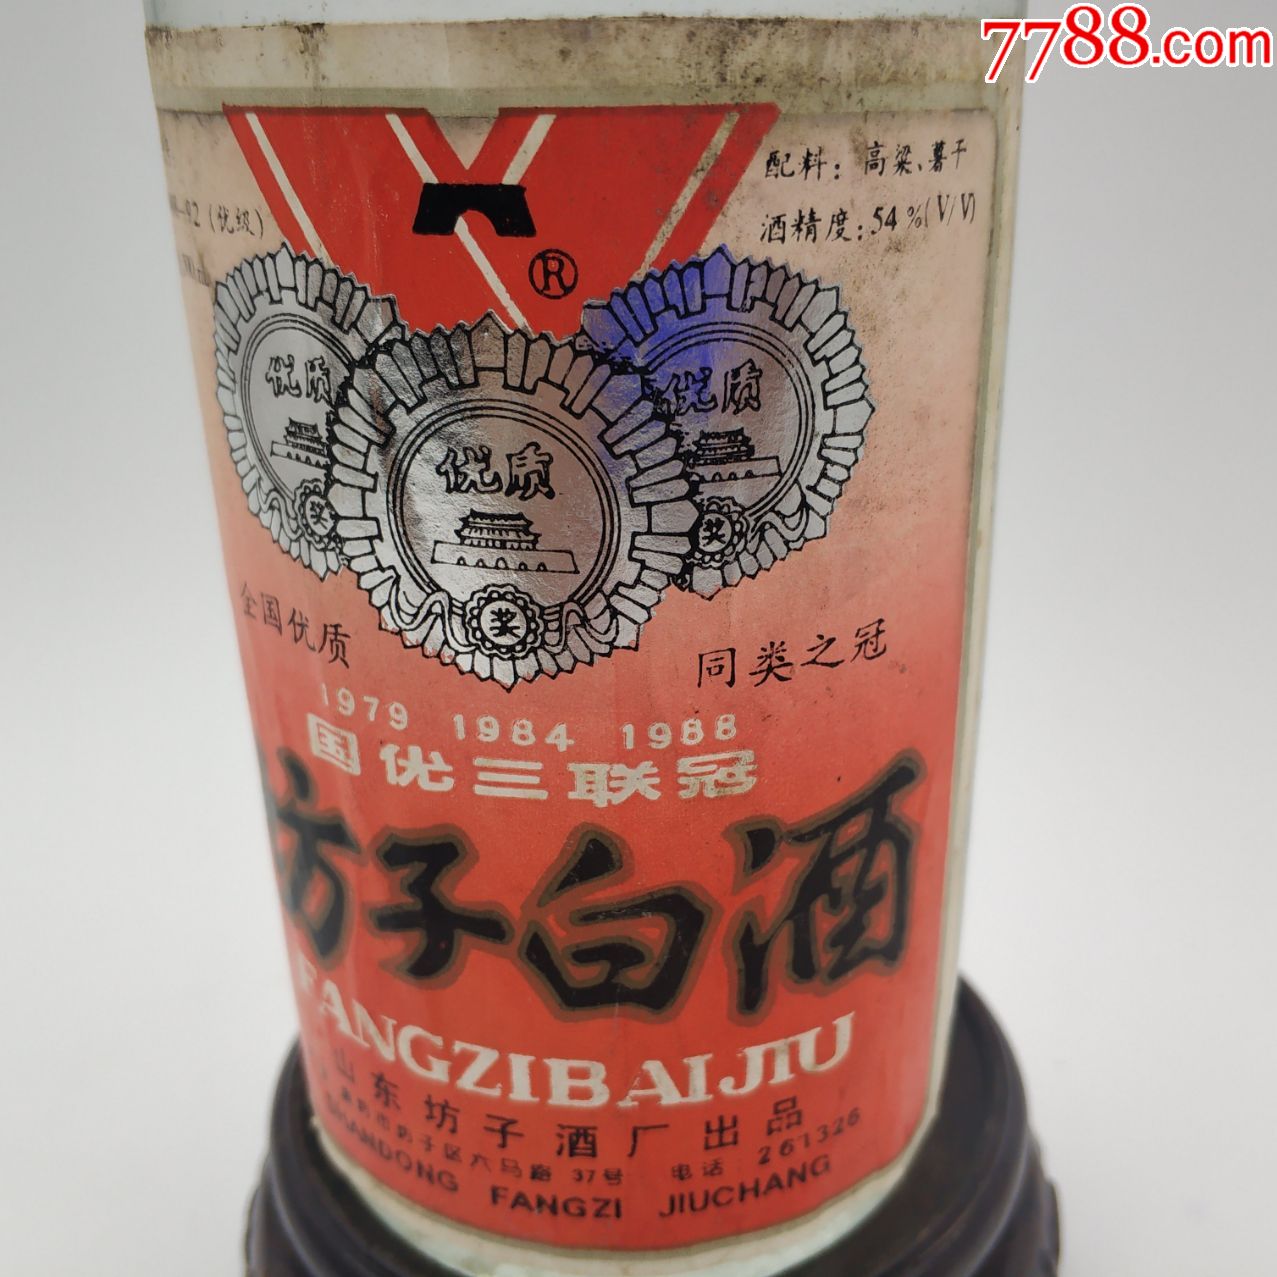 7788.com
配料：高粱、薯干
酒精度：54%(V/V)
-92（优级）
®
优质
优质
优质
奖
奖
奖
全国优质
同类之冠
1979 1984 1988
国优三联冠
坊子白酒
FANGZIBAIJIU
山东坊子酒厂出品
市坊子区六马路 37号 电话 261326
SHANDONG FANGZI JIUCHANG